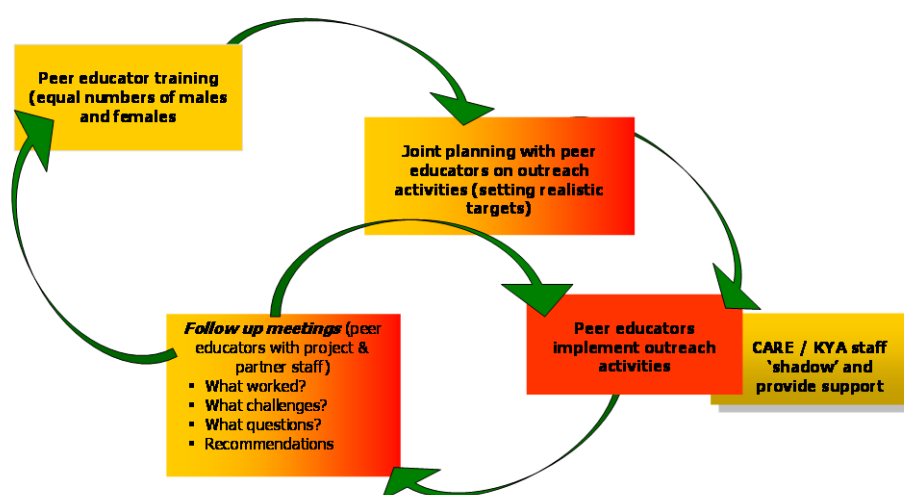 Peer educator training
(equal numbers of males
and females
Joint planning with peer
educators on outreach
activities (setting realistic
targets)
Follow up meetings (peer
educators with project &
partner staff)
▪ What worked?
▪ What challenges?
▪ What questions?
▪ Recommendations
Peer educators
implement outreach
activities
CARE / KYA staff
‘shadow’ and
provide support